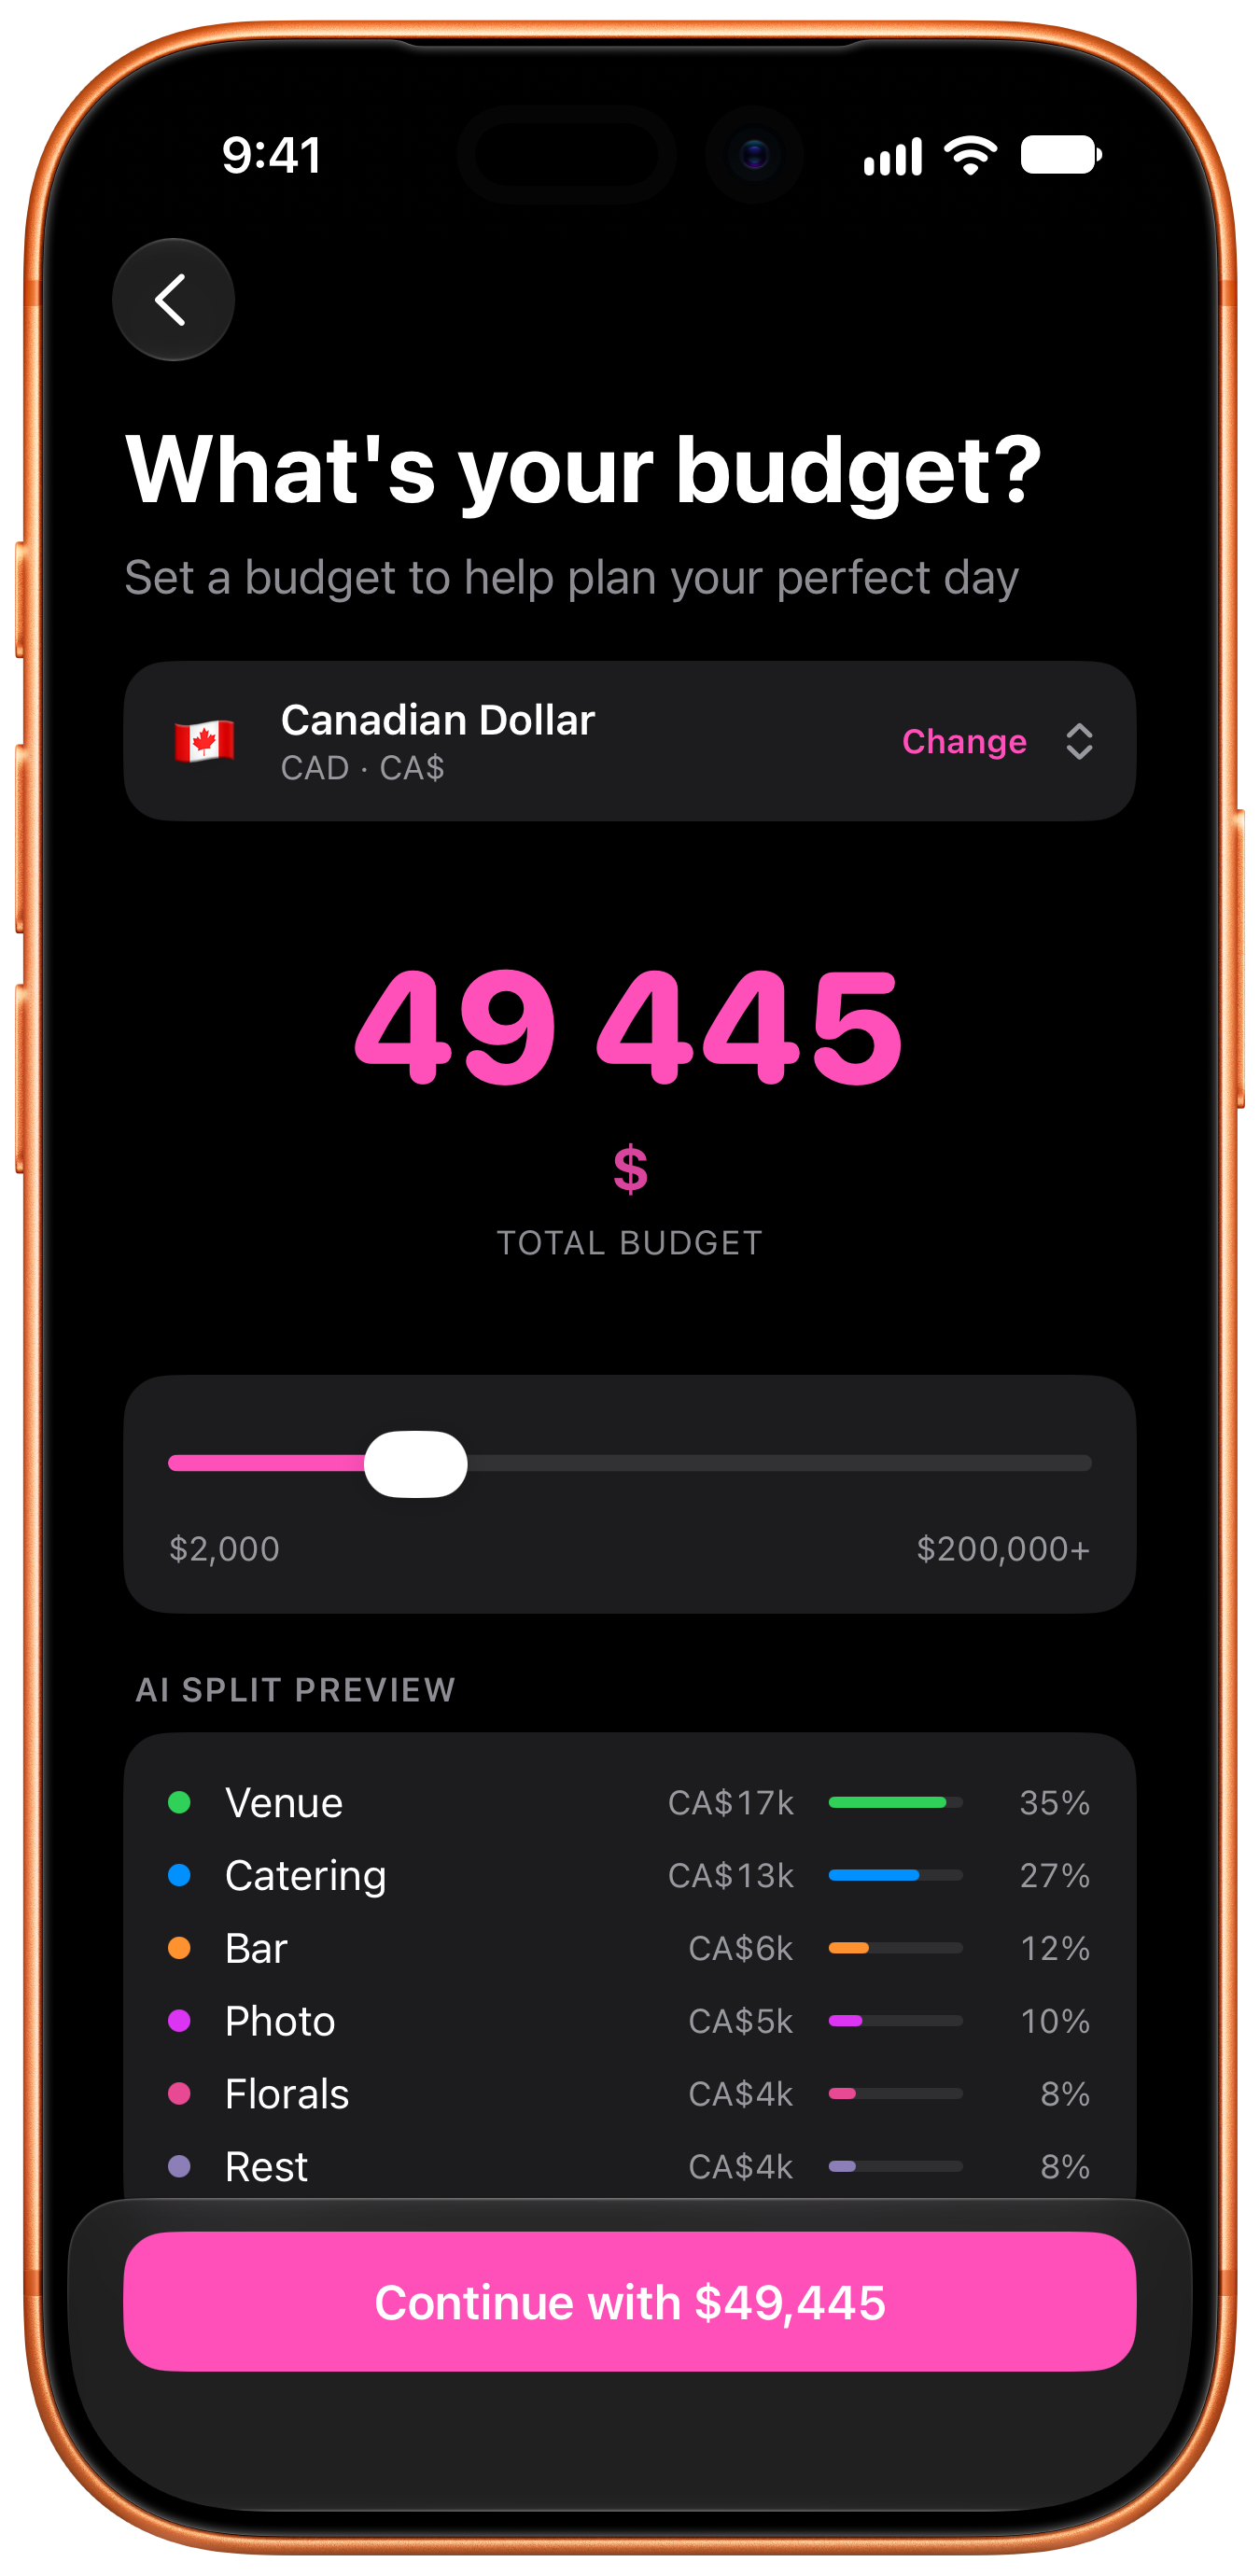 9:41
What's your budget?
Set a budget to help plan your perfect day
Canadian Dollar
CAD · CA$
Change
49 445
$
TOTAL BUDGET
$2,000
$200,000+
AI SPLIT PREVIEW
Venue CA$17k 35%
Catering CA$13k 27%
Bar CA$6k 12%
Photo CA$5k 10%
Florals CA$4k 8%
Rest CA$4k 8%
Continue with $49,445